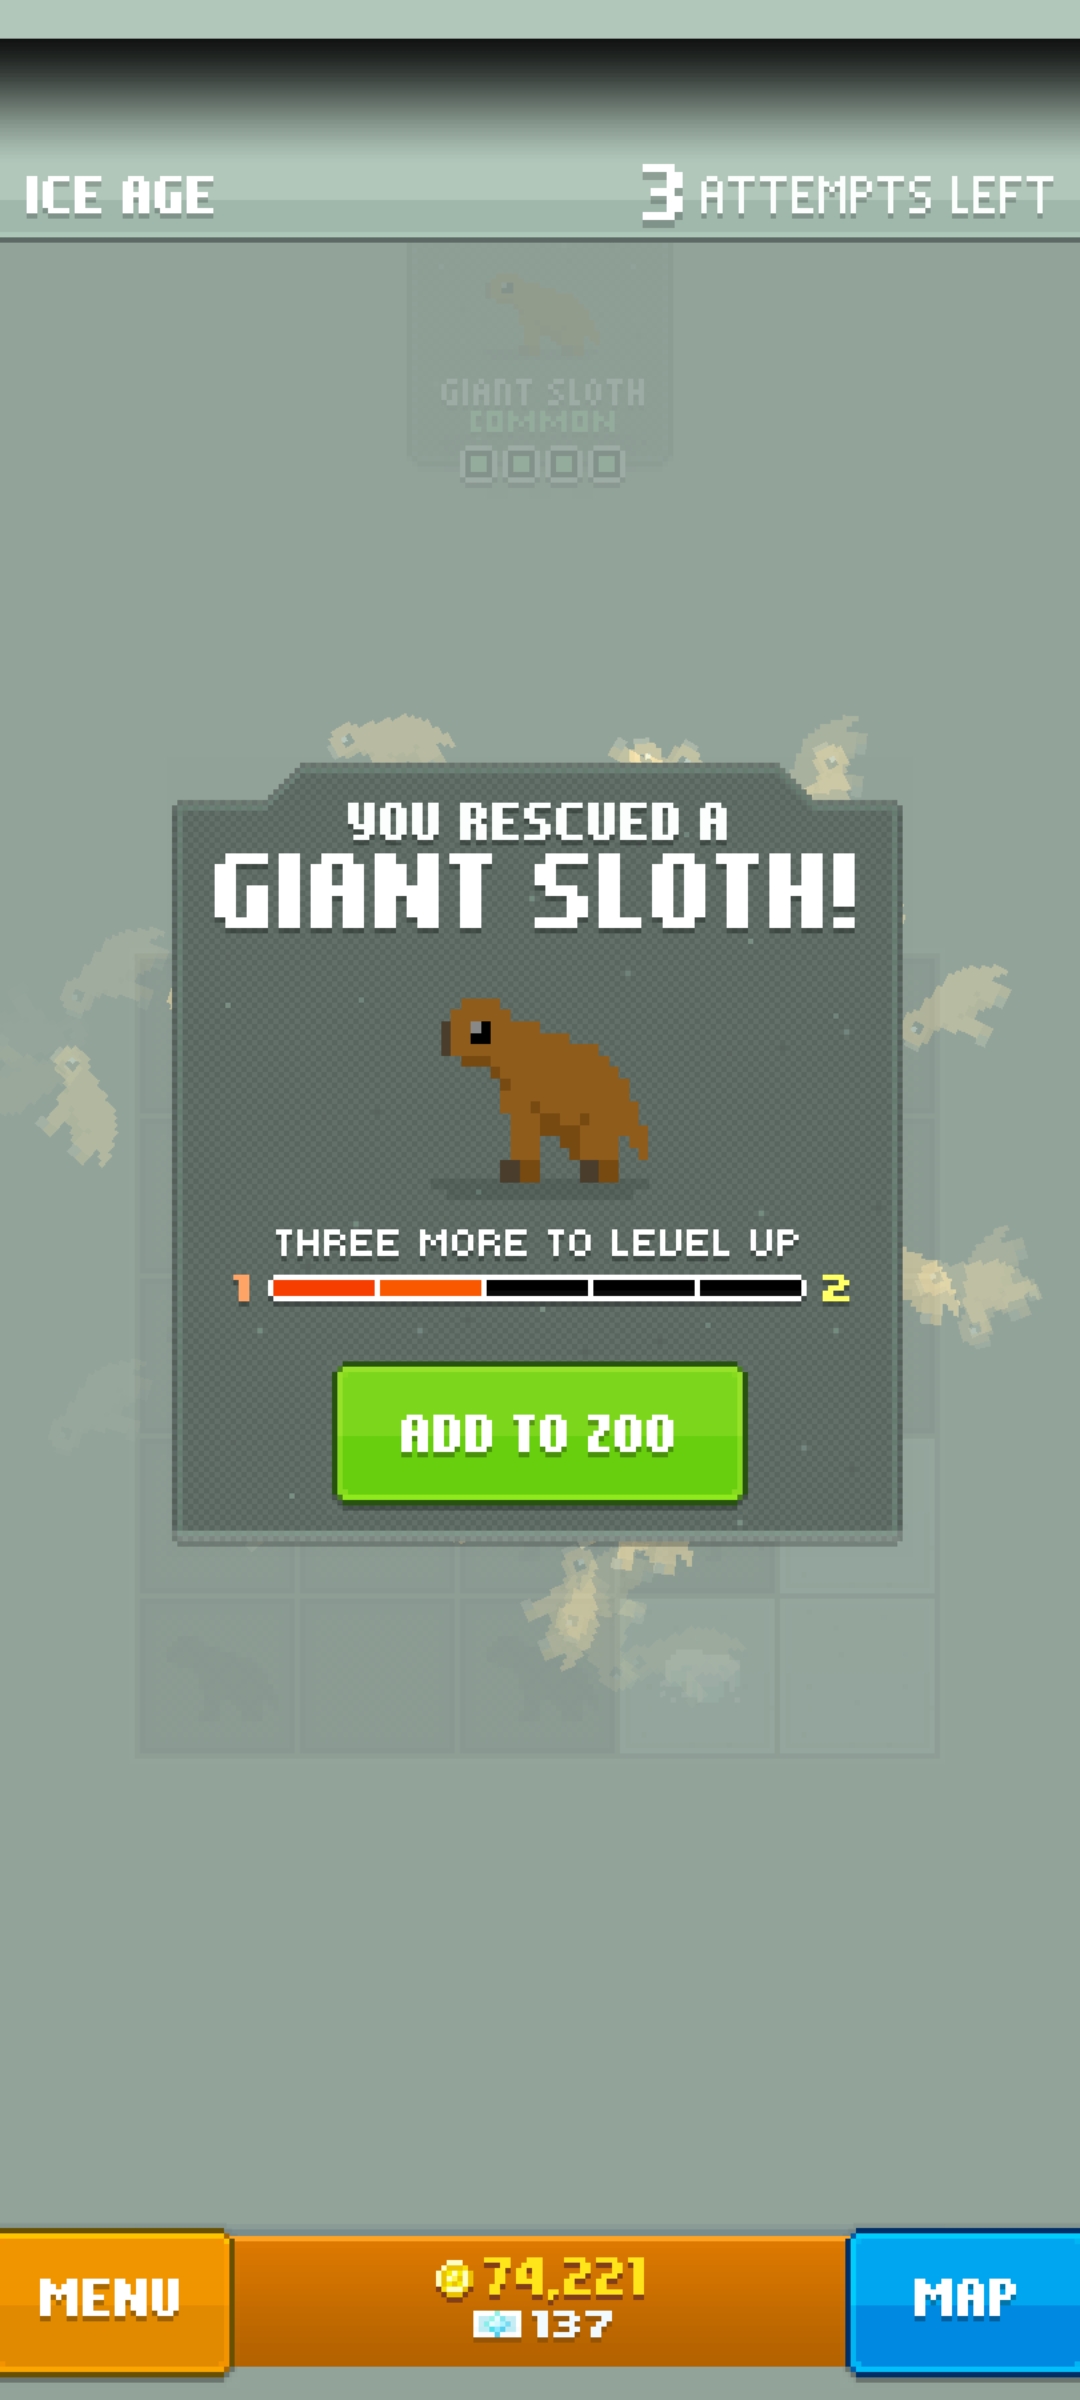 ICE AGE
3 ATTEMPTS LEFT
GIANT SLOTH
COMMON
YOU RESCUED A
GIANT SLOTH!
THREE MORE TO LEVEL UP
1 2
ADD TO ZOO
MENU
74,221
137
MAP